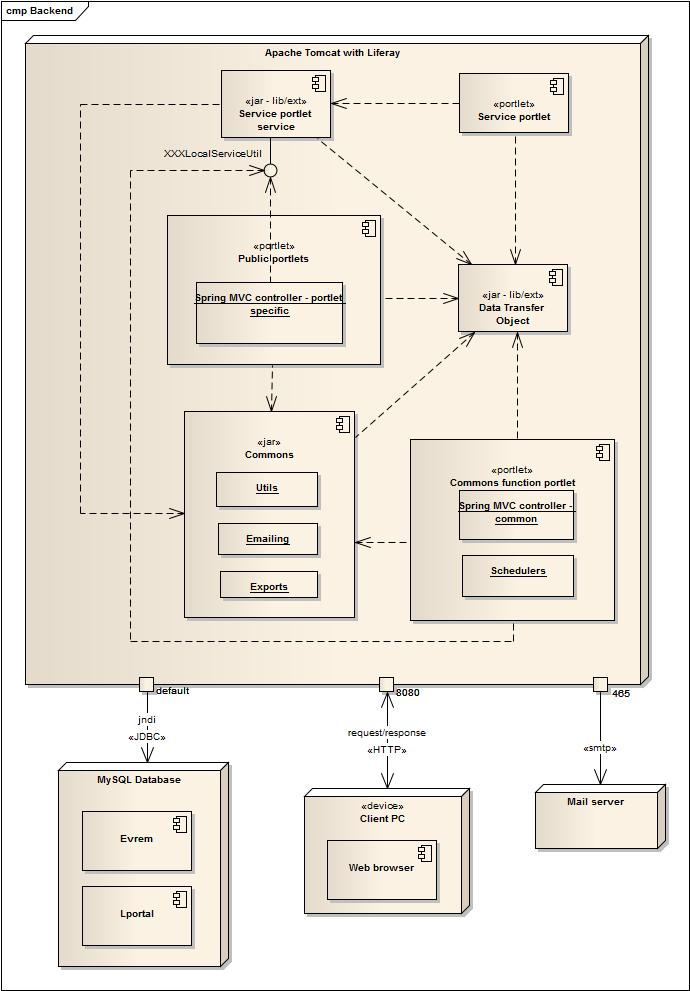 cmp Backend
Apache Tomcat with Liferay
«jar - lib/ext»
Service portlet
service
«portlet»
Service portlet
XXXLocalServiceUtil
«portlet»
Public portlets
Spring MVC controller - portlet
specific
«jar - lib/ext»
Data Transfer
Object
«jar»
Commons
Utils
Emailing
Exports
«portlet»
Commons function portlet
Spring MVC controller -
common
Schedulers
default
8080
465
jndi
«JDBC»
request/response
«HTTP»
«smtp»
MySQL Database
Evrem
Lportal
«device»
Client PC
Web browser
Mail server